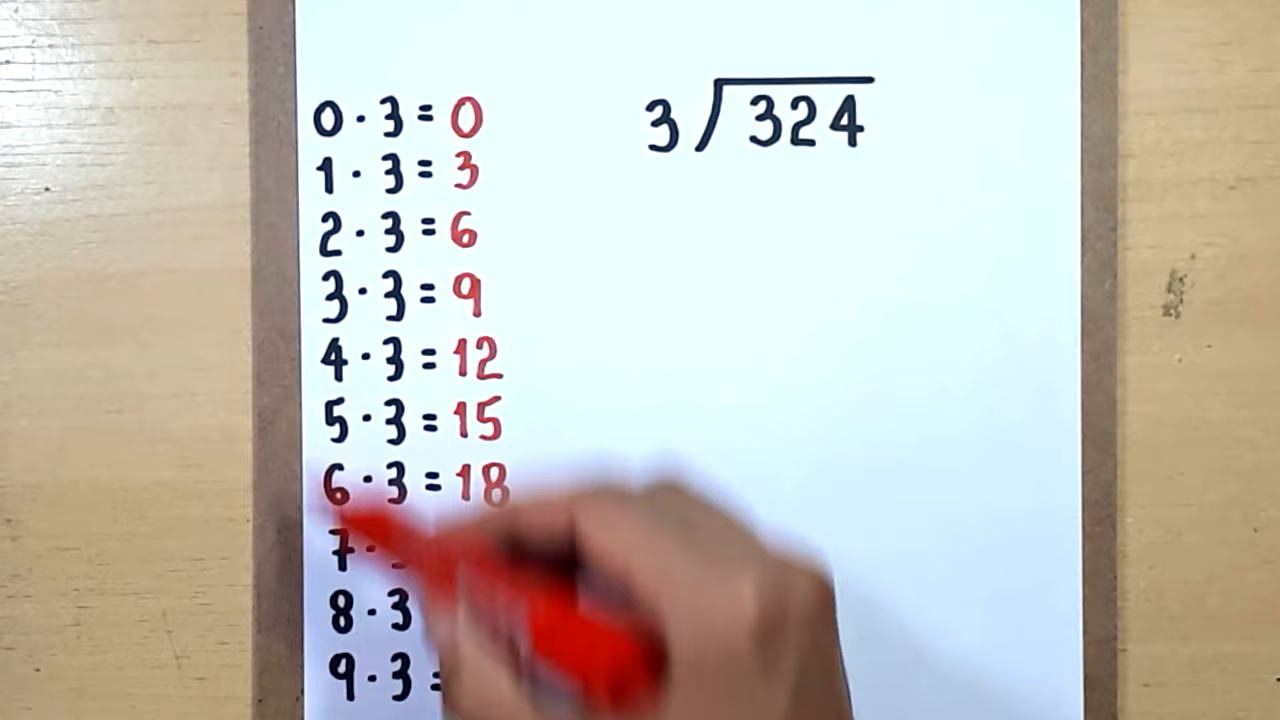 0 · 3 = 0
1 · 3 = 3
2 · 3 = 6
3 · 3 = 9
4 · 3 = 12
5 · 3 = 15
6 · 3 = 18
7 ·
8 · 3
9 · 3 =
3 324